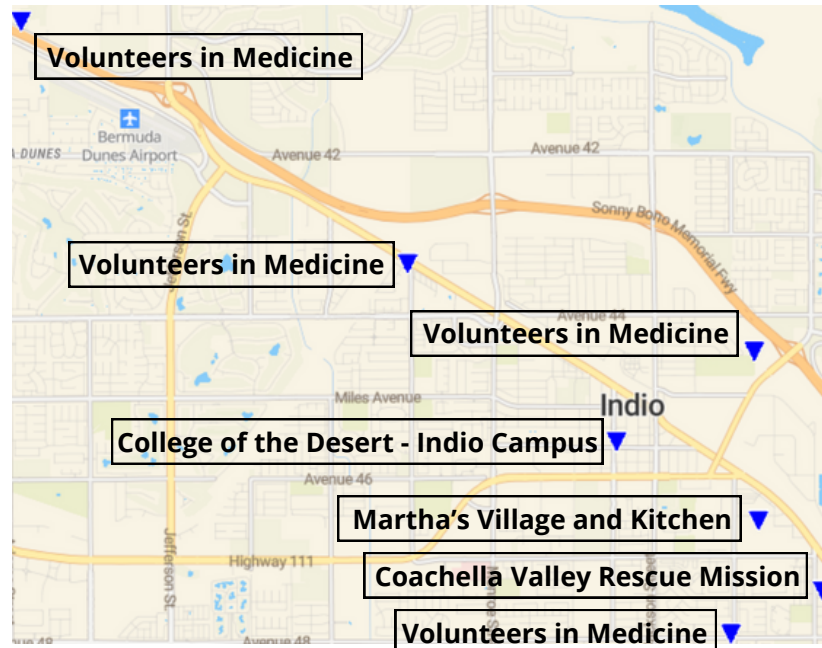 Volunteers in Medicine
Bermuda
Dunes Airport
DUNES
Avenue 42
Avenue 42
Sonny Bono Memorial Fwy
Jefferson St.
Volunteers in Medicine
Avenue 44
Volunteers in Medicine
Miles Avenue
Indio
College of the Desert - Indio Campus
Avenue 46
Martha's Village and Kitchen
Jefferson St.
Highway 111
Coachella Valley Rescue Mission
Volunteers in Medicine
Avenue 48